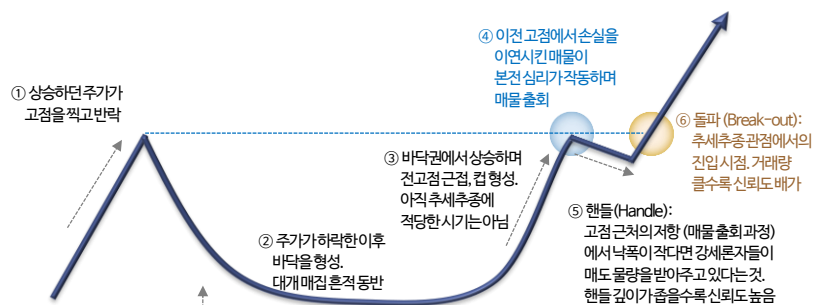 ① 상승하던 주가가
고점을 찍고 반락
② 주가가 하락한 이후
바닥을 형성.
대개 매집 흔적 동반
③ 바닥권에서 상승하며
전고점 근접, 컵 형성.
아직 추세추종에
적당한 시기는 아님
④ 이전 고점에서 손실을
이연시킨 매물이
본전 심리가 작동하며
매물 출회
⑤ 핸들(Handle):
고점 근처의 저항 (매물 출회 과정)
에서 낙폭이 작다면 강세론자들이
매도 물량을 받아주고 있다는 것.
핸들 깊이가 좁을수록 신뢰도 높음
⑥ 돌파 (Break-out):
추세추종 관점에서의
진입 시점. 거래량
클수록 신뢰도 배가